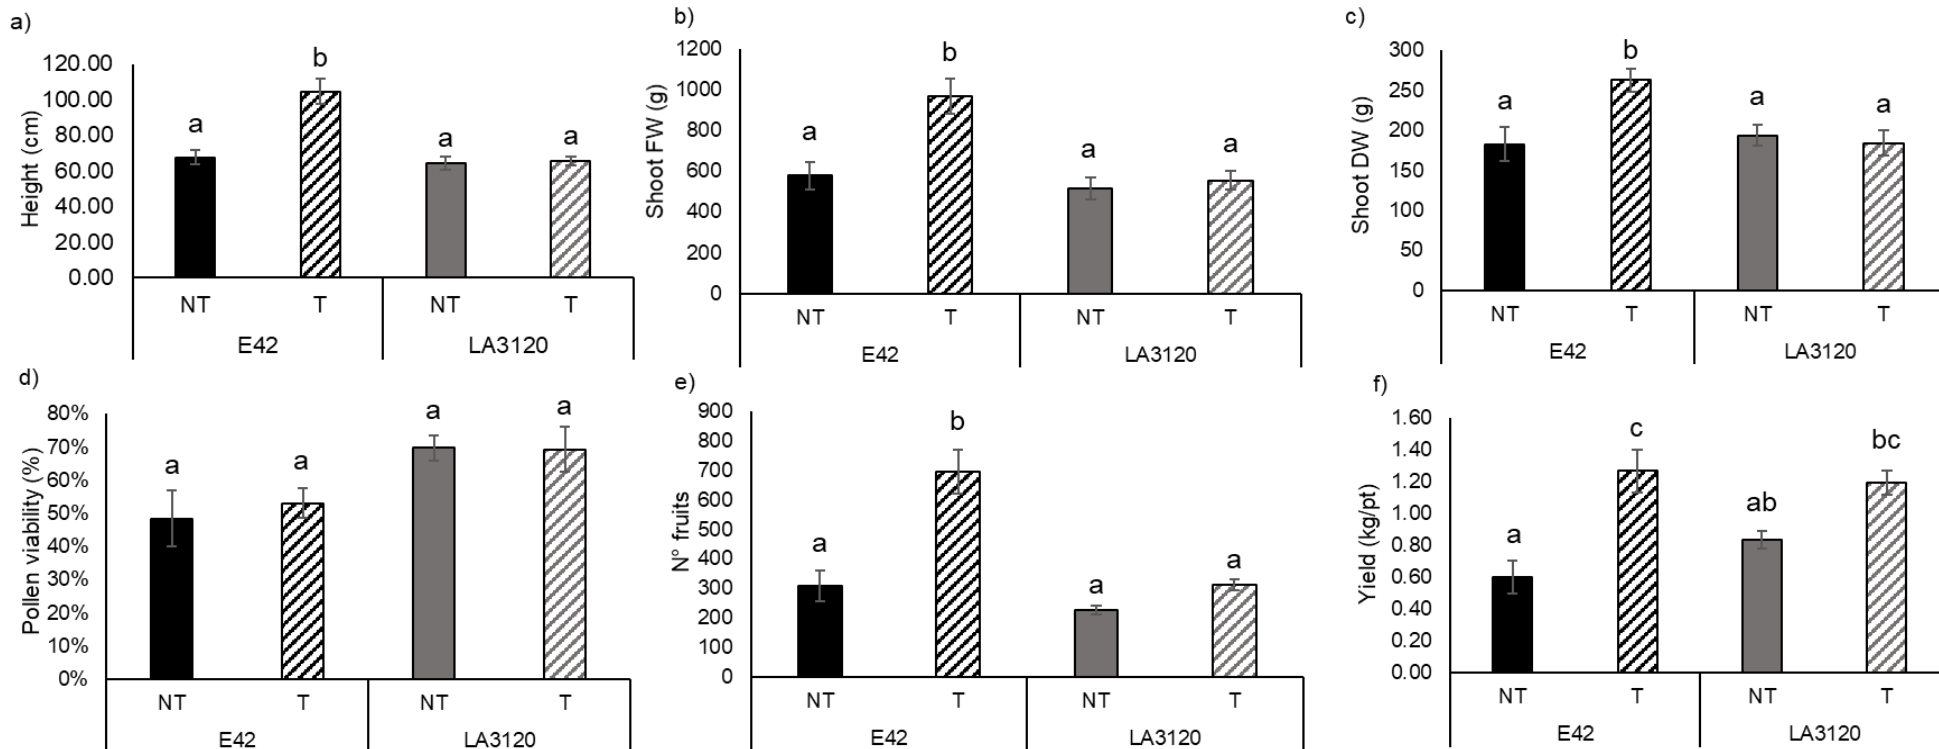 a)
Height (cm)
120.00
100.00
80.00
60.00
40.00
20.00
0.00
a
b
a
a
NT
T
NT
T
E42
LA3120
b)
Shoot FW (g)
1200
1000
800
600
400
200
0
a
b
a
a
NT
T
NT
T
E42
LA3120
c)
Shoot DW (g)
300
250
200
150
100
50
0
a
b
a
a
NT
T
NT
T
E42
LA3120
d)
Pollen viability (%)
80%
70%
60%
50%
40%
30%
20%
10%
0%
a
a
a
a
NT
T
NT
T
E42
LA3120
e)
N° fruits
900
800
700
600
500
400
300
200
100
0
a
b
a
a
NT
T
NT
T
E42
LA3120
f)
Yield (kg/pt)
1.60
1.40
1.20
1.00
0.80
0.60
0.40
0.20
0.00
a
c
ab
bc
NT
T
NT
T
E42
LA3120